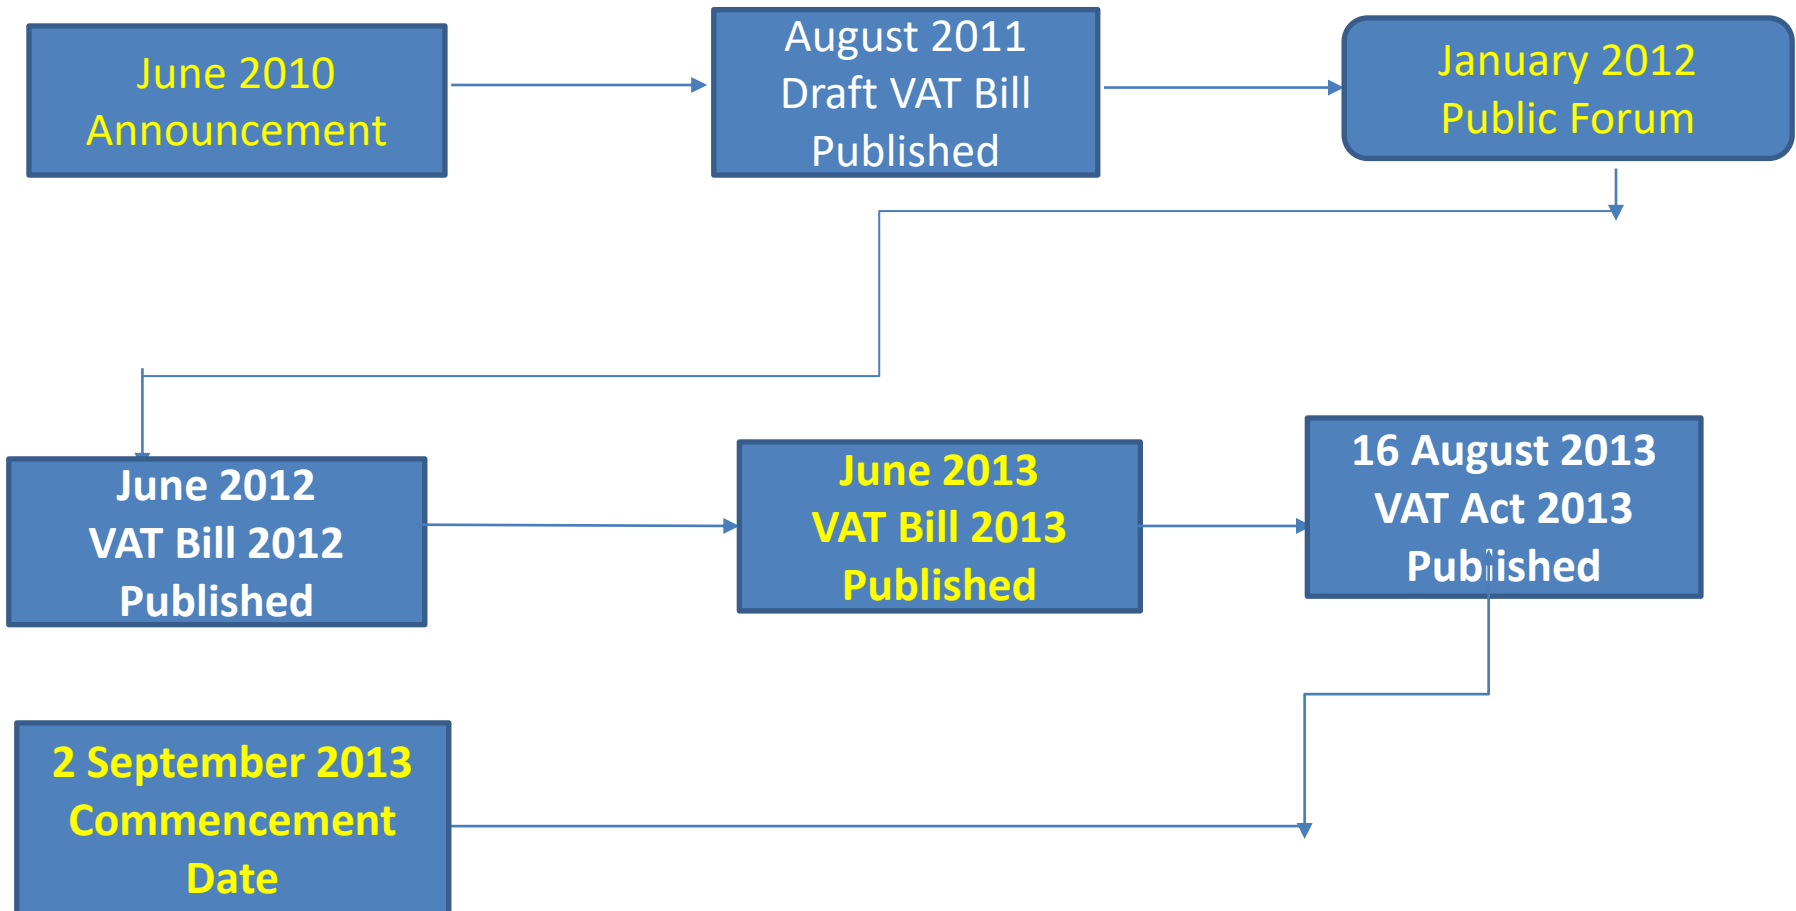 June 2010
Announcement
August 2011
Draft VAT Bill
Published
January 2012
Public Forum
June 2012
VAT Bill 2012
Published
June 2013
VAT Bill 2013
Published
16 August 2013
VAT Act 2013
Published
2 September 2013
Commencement
Date